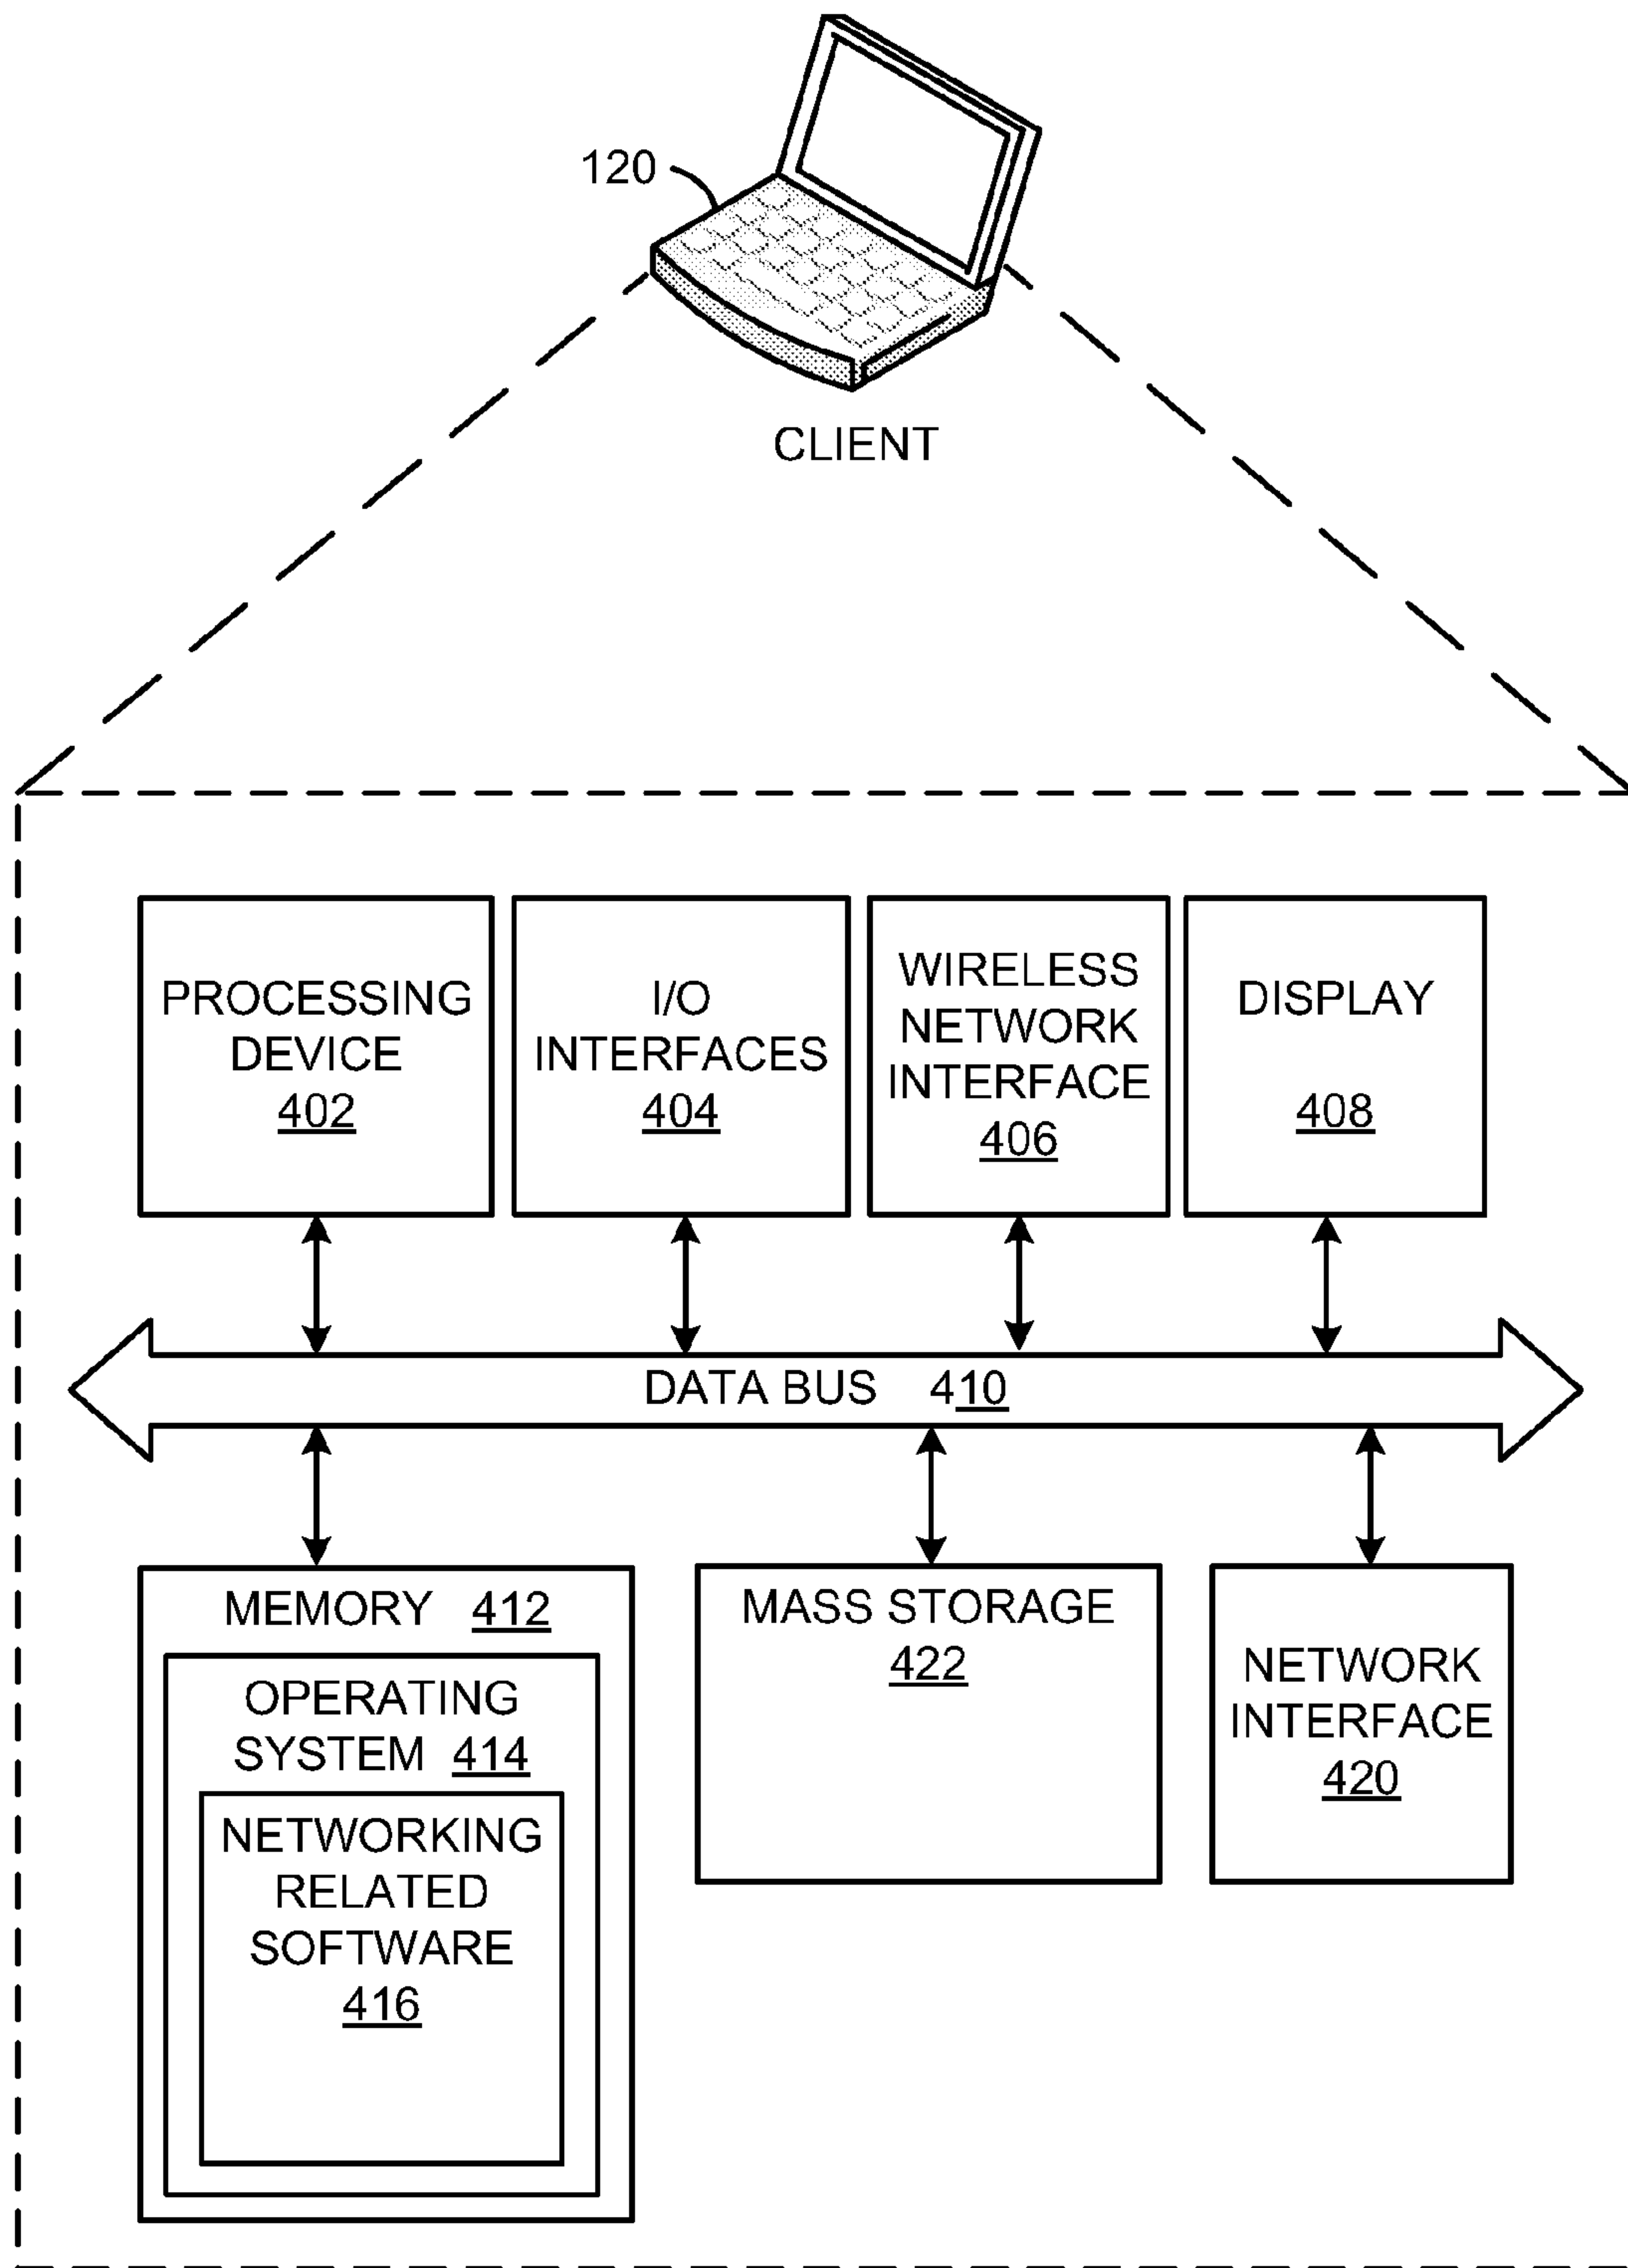 120
CLIENT
PROCESSING
DEVICE
402
I/O
INTERFACES
404
WIRELESS
NETWORK
INTERFACE
406
DISPLAY
408
DATA BUS 410
MEMORY 412
OPERATING
SYSTEM 414
NETWORKING
RELATED
SOFTWARE
416
MASS STORAGE
422
NETWORK
INTERFACE
420